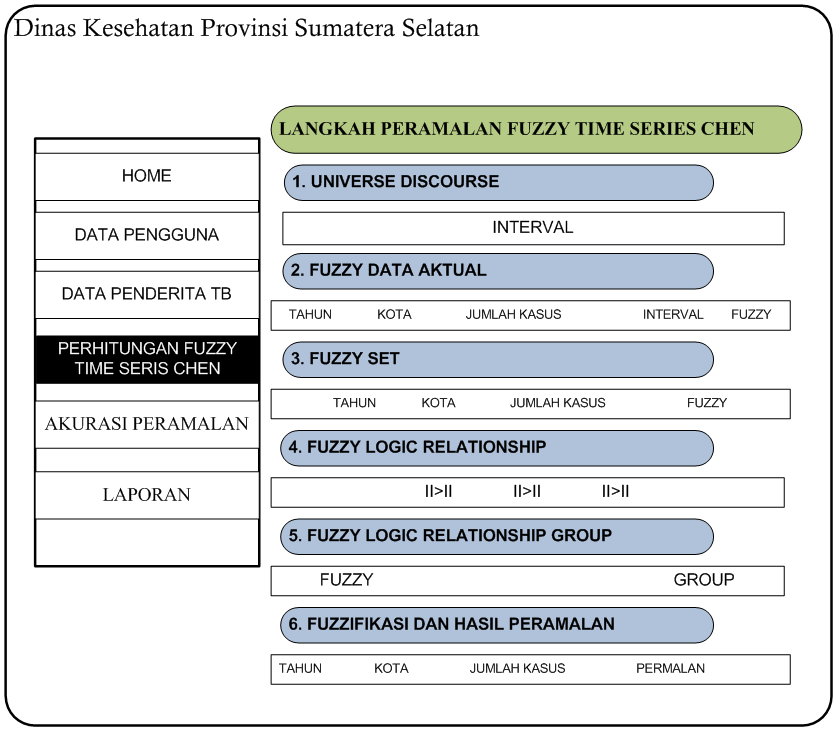 Dinas Kesehatan Provinsi Sumatera Selatan
HOME
DATA PENGGUNA
DATA PENDERITA TB
PERHITUNGAN FUZZY
TIME SERIS CHEN
AKURASI PERAMALAN
LAPORAN
LANGKAH PERAMALAN FUZZY TIME SERIES CHEN
1. UNIVERSE DISCOURSE
INTERVAL
2. FUZZY DATA AKTUAL
TAHUN KOTA JUMLAH KASUS INTERVAL FUZZY
3. FUZZY SET
TAHUN KOTA JUMLAH KASUS FUZZY
4. FUZZY LOGIC RELATIONSHIP
II>II II>II II>II
5. FUZZY LOGIC RELATIONSHIP GROUP
FUZZY GROUP
6. FUZZIFIKASI DAN HASIL PERAMALAN
TAHUN KOTA JUMLAH KASUS PERMALAN